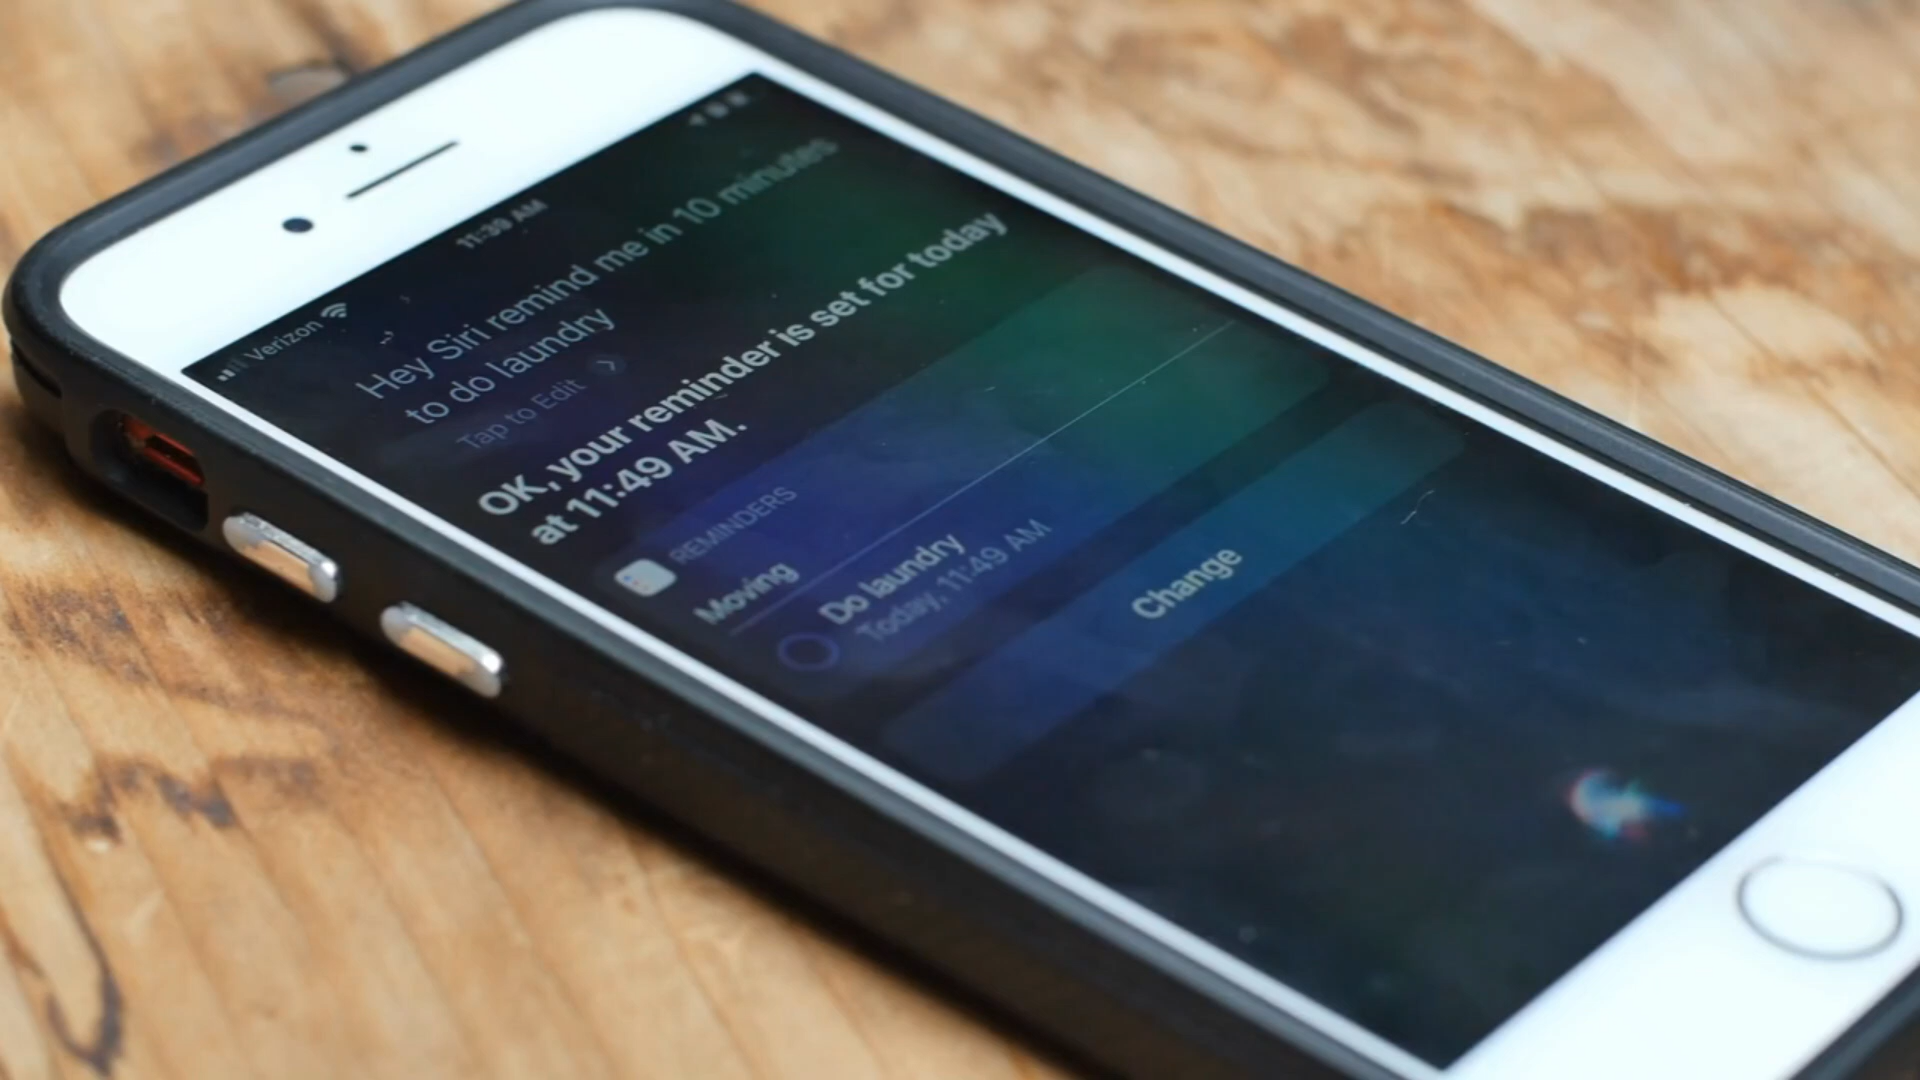 Verizon 11:39 AM
Hey Siri remind me in 10 minutes
to do laundry
Tap to Edit >
OK, your reminder is set for today
at 11:49 AM.
REMINDERS
Moving
Do laundry
Today, 11:49 AM
Change